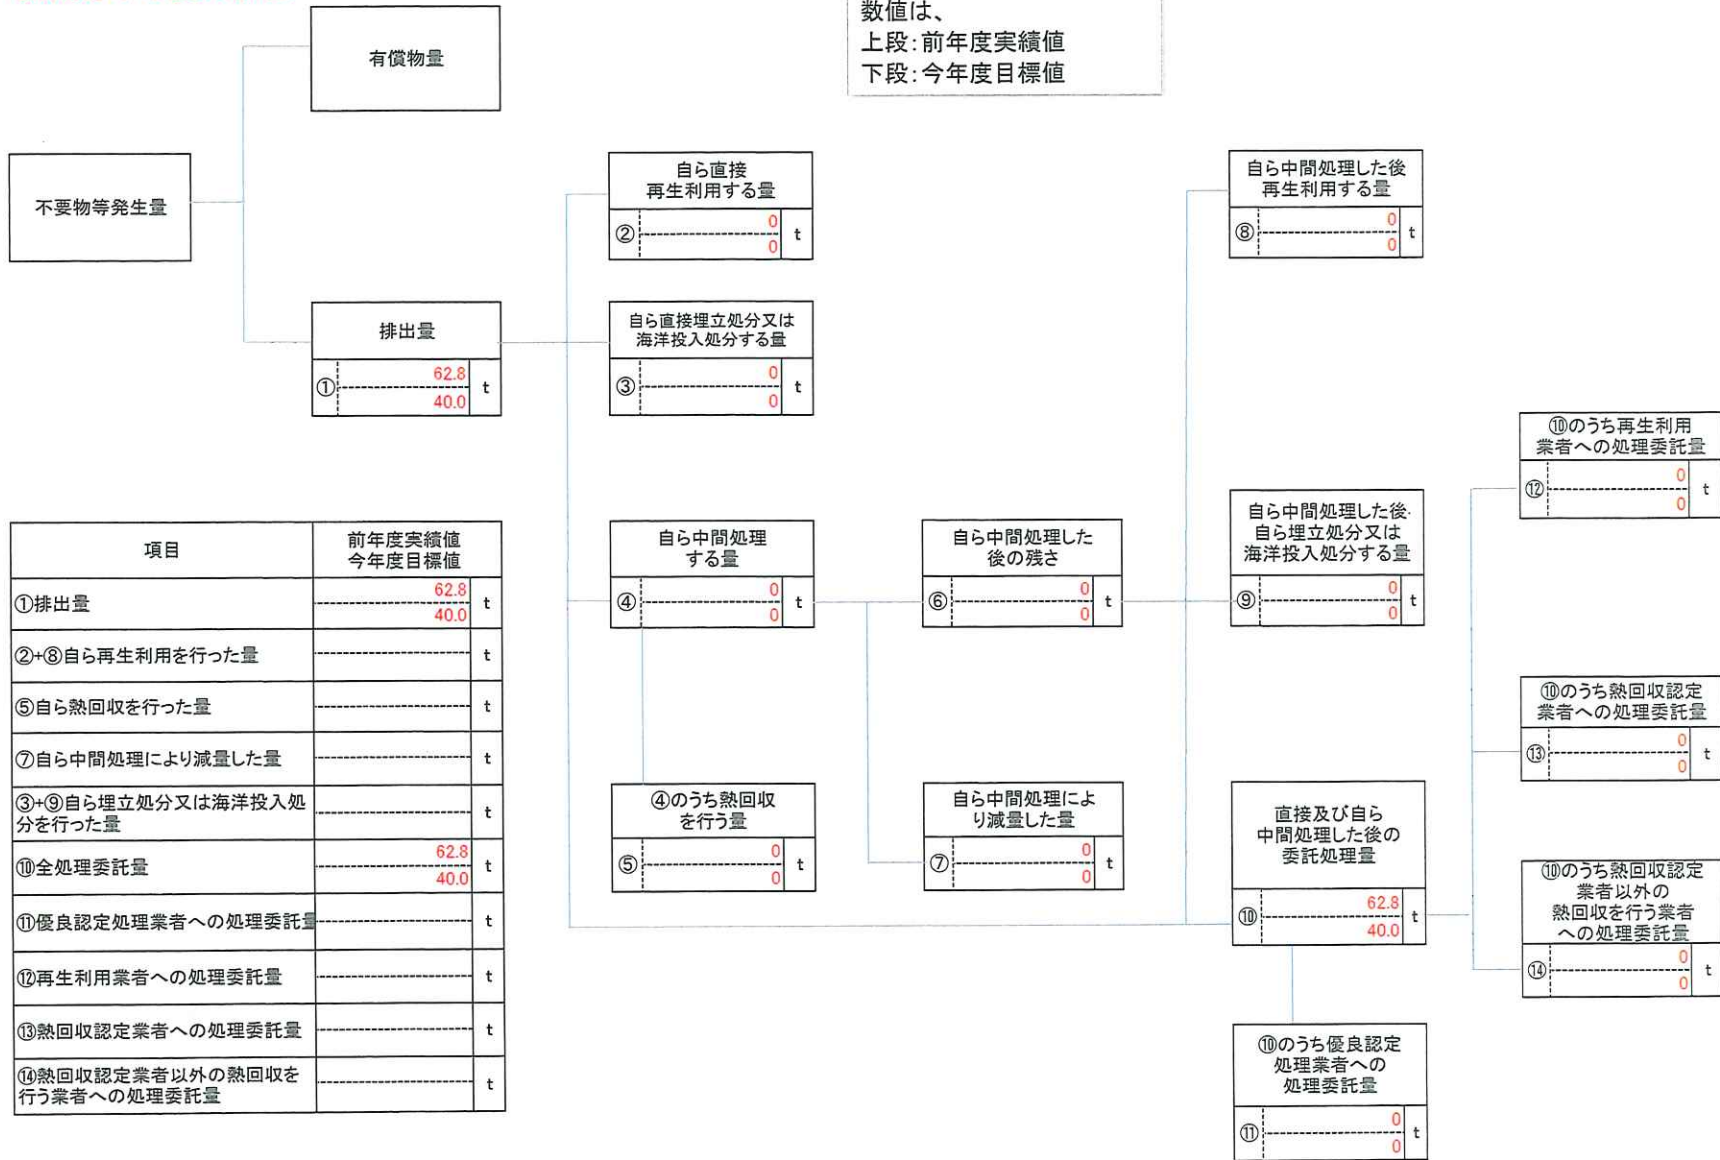 数値は、
上段：前年度実績値
下段：今年度目標値
有償物量
不要物等発生量
排出量
①
62.8
40.0
t
自ら直接
再生利用する量
②
0
0
t
自ら直接埋立処分又は
海洋投入処分する量
③
0
0
t
自ら中間処理
する量
④
0
0
t
④のうち熱回収
を行う量
⑤
0
0
t
自ら中間処理した
後の残さ
⑥
0
0
t
自ら中間処理によ
り減量した量
⑦
0
0
t
自ら中間処理した後
再生利用する量
⑧
0
0
t
自ら中間処理した後
自ら埋立処分又は
海洋投入処分する量
⑨
0
0
t
直接及び自ら
中間処理した後の
委託処理量
⑩
62.8
40.0
t
⑩のうち優良認定
処理業者への
処理委託量
⑪
0
0
t
⑩のうち再生利用
業者への処理委託量
⑫
0
0
t
⑩のうち熱回収認定
業者への処理委託量
⑬
0
0
t
⑩のうち熱回収認定
業者以外の
熱回収を行う業者
への処理委託量
⑭
0
0
t
項目
前年度実績値
今年度目標値
①排出量
62.8
40.0
t
②+⑧自ら再生利用を行った量
t
⑤自ら熱回収を行った量
t
⑦自ら中間処理により減量した量
t
③+⑨自ら埋立処分又は海洋投入処
分を行った量
t
⑩全処理委託量
62.8
40.0
t
⑪優良認定処理業者への処理委託量
t
⑫再生利用業者への処理委託量
t
⑬熱回収認定業者への処理委託量
t
⑭熱回収認定業者以外の熱回収を
行う業者への処理委託量
t